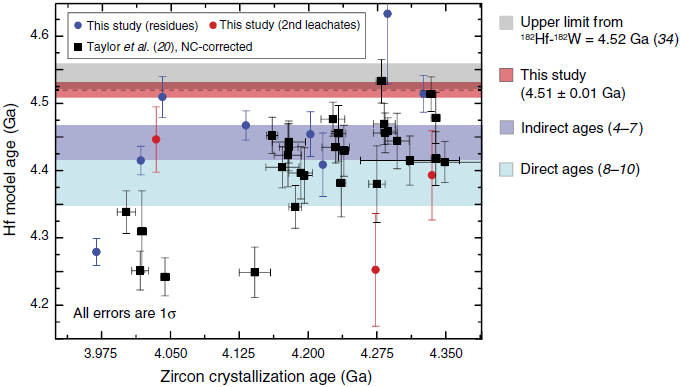 This study (residues) This study (2nd leachates)
Taylor et al. (20), NC-corrected
Upper limit from
¹⁸²Hf-¹⁸²W = 4.52 Ga (34)
This study
(4.51 ± 0.01 Ga)
Indirect ages (4–7)
Direct ages (8–10)
Hf model age (Ga)
4.6
4.5
4.4
4.3
4.2
All errors are 1σ
3.975 4.050 4.125 4.200 4.275 4.350
Zircon crystallization age (Ga)